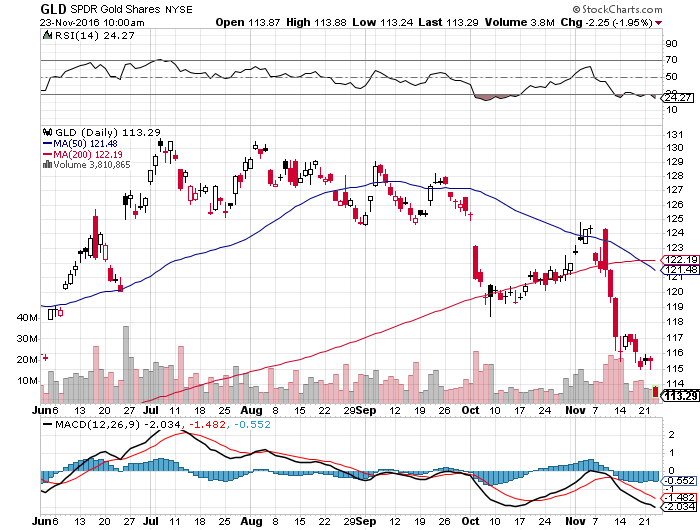 GLD SPDR Gold Shares NYSE © StockCharts.com
23-Nov-2016 10:00am Open 113.87 High 113.88 Low 113.24 Last 113.29 Volume 3.8M Chg -2.25 (-1.95%)
RSI(14) 24.27
90
70
50
30
24.27
GLD (Daily) 113.29
MA(50) 121.48
MA(200) 122.19
Volume 3,810,865
131
130
129
128
127
126
125
124
123
122.19
121.48
121
120
119
118
117
116
115
114
113.29
40M
30M
20M
10M
Jun 6 13 20 27 Jul 11 18 25 Aug 8 15 22 29 Sep 12 19 26 Oct 10 17 24 Nov 7 14 21
MACD(12,26,9) -2.034, -1.482, -0.552
2
1
0
-0.552
-1
-1.482
-2.034
Jun 6 13 20 27 Jul 11 18 25 Aug 8 15 22 29 Sep 12 19 26 Oct 10 17 24 Nov 7 14 21